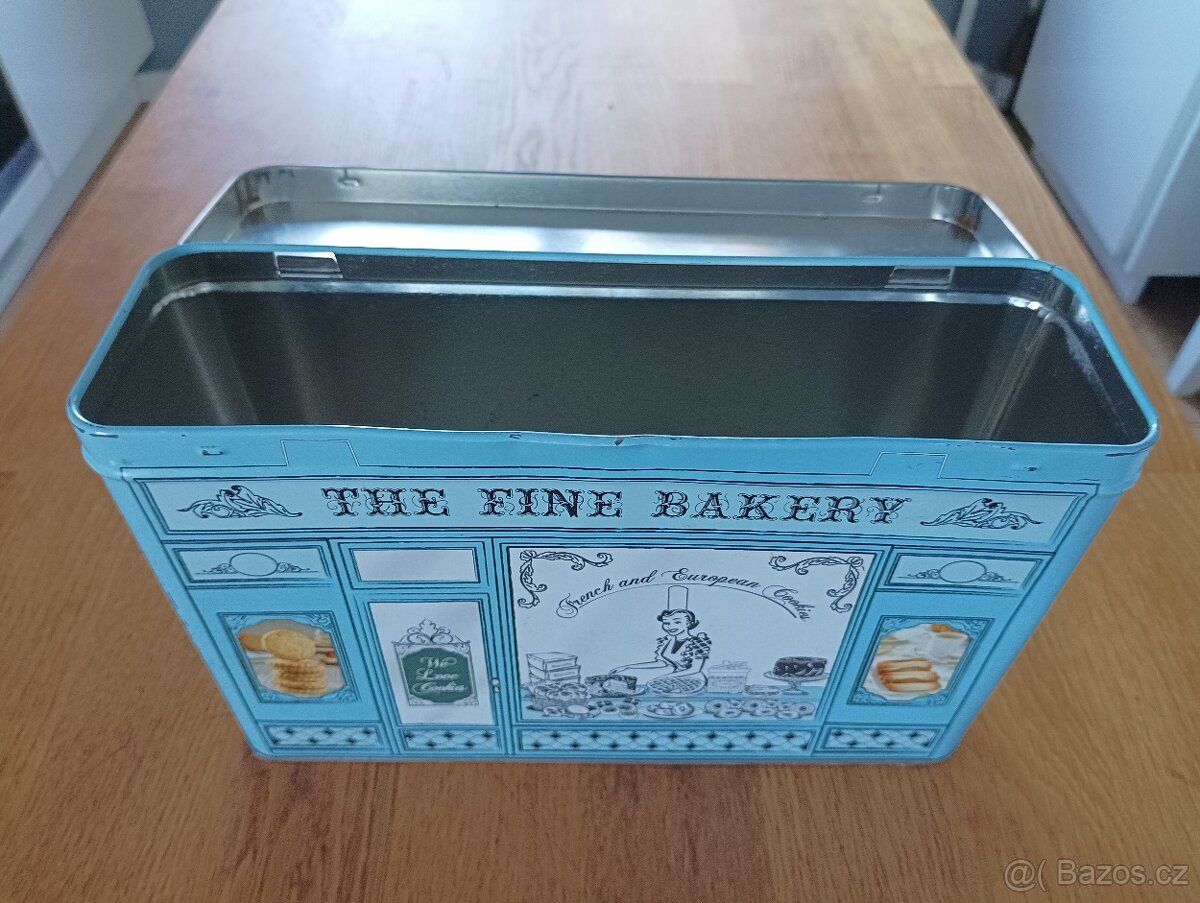 THE FINE BAKERY
French and European Cookies
We
Love
Cookies
@( Bazos.cz